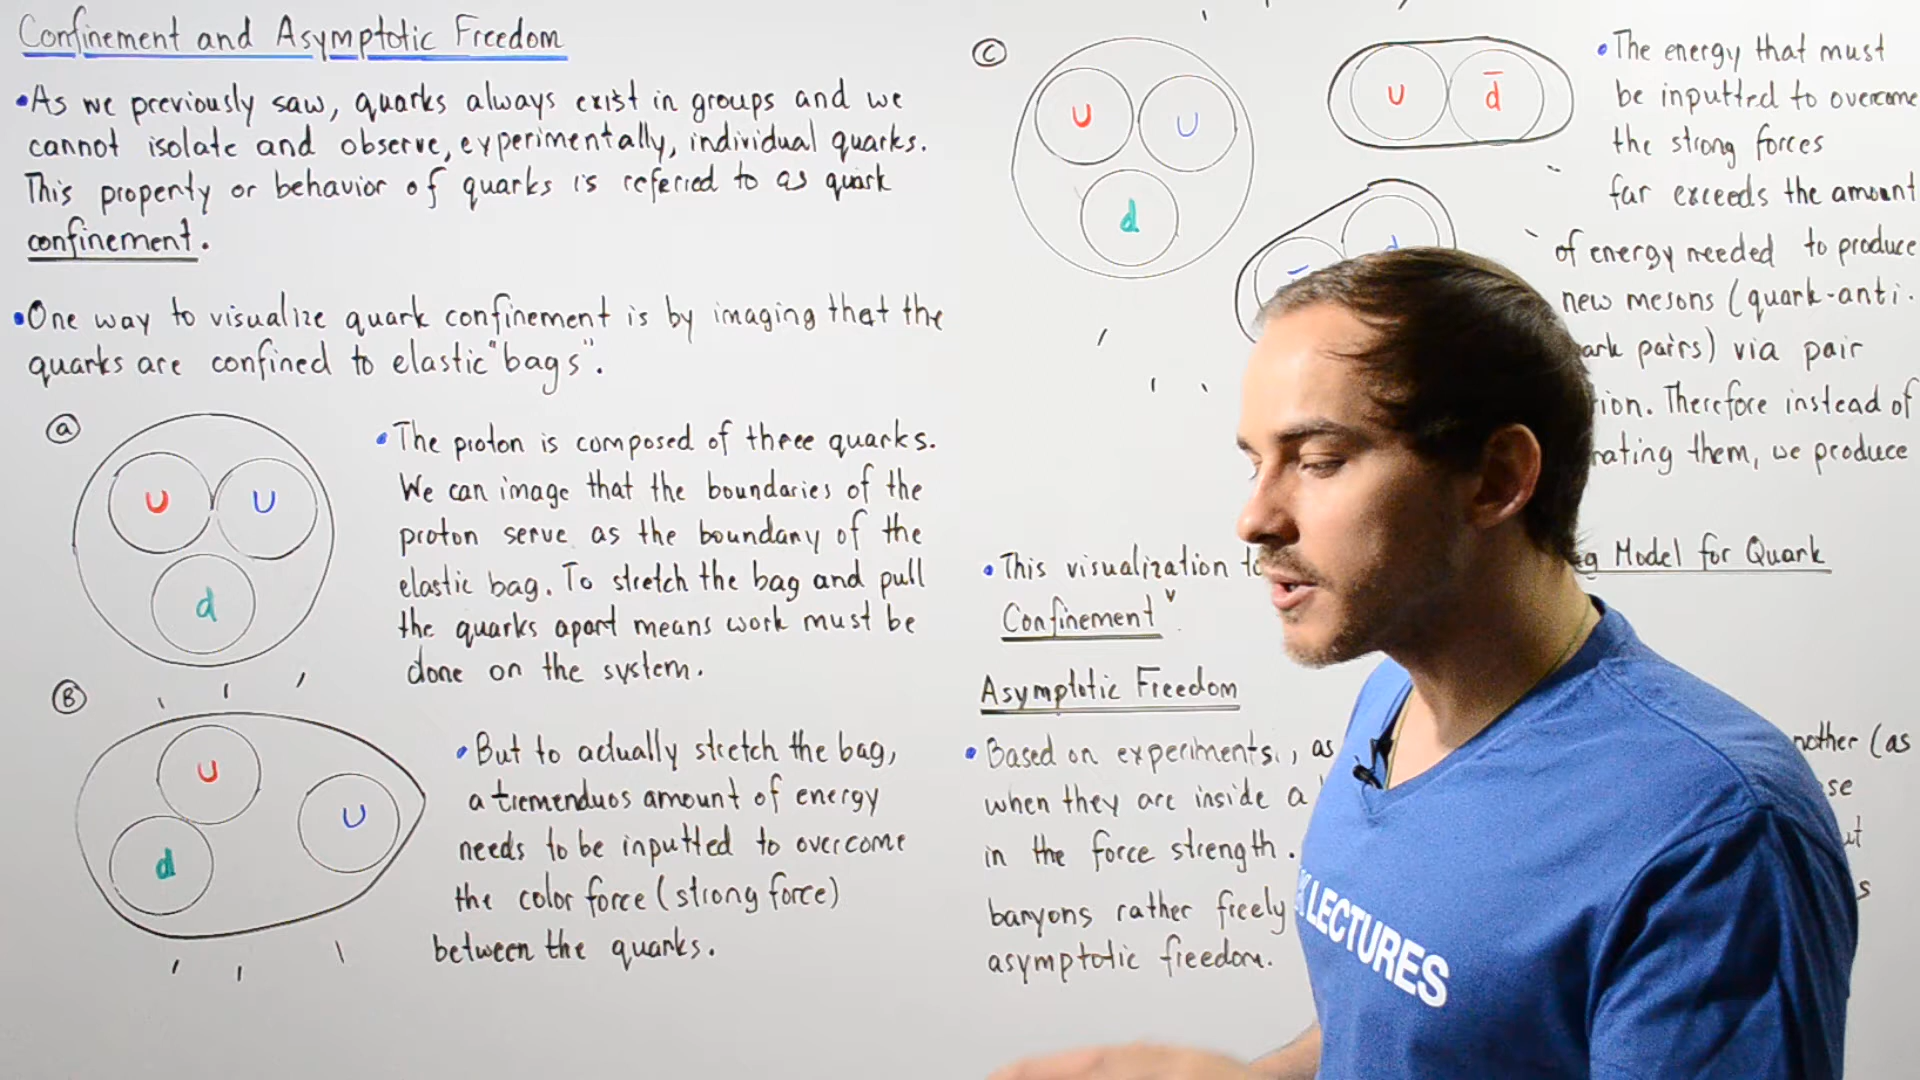 Confinement and Asymptotic Freedom
•As we previously saw, quarks always exist in groups and we
cannot isolate and observe, experimentally, individual quarks.
This property or behavior of quarks is referred to as quark
confinement.
•One way to visualize quark confinement is by imaging that the
quarks are confined to elastic "bags".
a
U U
d
•The proton is composed of three quarks.
We can image that the boundaries of the
proton serve as the boundary of the
elastic bag. To stretch the bag and pull
the quarks apart means work must be
done on the system.
B
U
U
d
•But to actually stretch the bag,
a tremenduos amount of energy
needs to be inputted to overcome
the color force (strong force)
between the quarks.
C
U U
d
U d̄
d
•The energy that must
be inputted to overcome
the strong forces
far exceeds the amount
of energy needed to produce
new mesons (quark-anti-
pairs) via pair
Therefore instead of
them, we produce
•This visualization
Model for Quark
Confinement"
Asymptotic Freedom
•Based on experiments, as (as
when they are inside a
in the force strength.
baryons rather freely
asymptotic freedom.
LECTURES